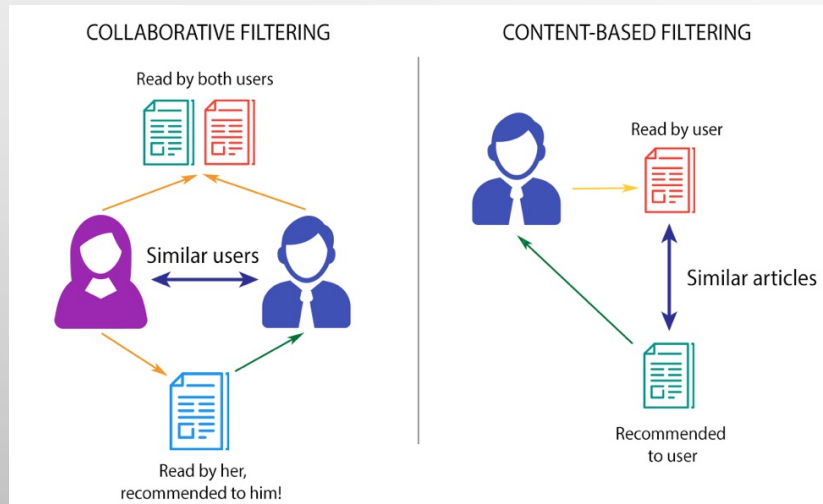 COLLABORATIVE FILTERING
Read by both users
Similar users
Read by her,
recommended to him!
CONTENT-BASED FILTERING
Read by user
Similar articles
Recommended
to user